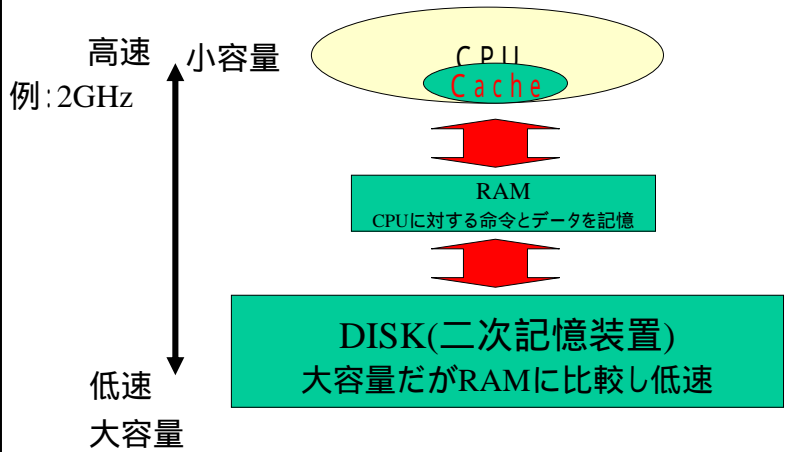 高速 小容量
例:2GHz
CPU
Cache
RAM
CPUに対する命令とデータを記憶
DISK(二次記憶装置)
大容量だがRAMに比較し低速
低速
大容量